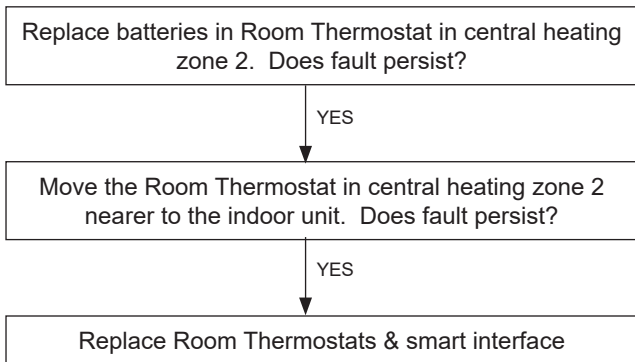 Replace batteries in Room Thermostat in central heating
zone 2. Does fault persist?
YES
Move the Room Thermostat in central heating zone 2
nearer to the indoor unit. Does fault persist?
YES
Replace Room Thermostats & smart interface